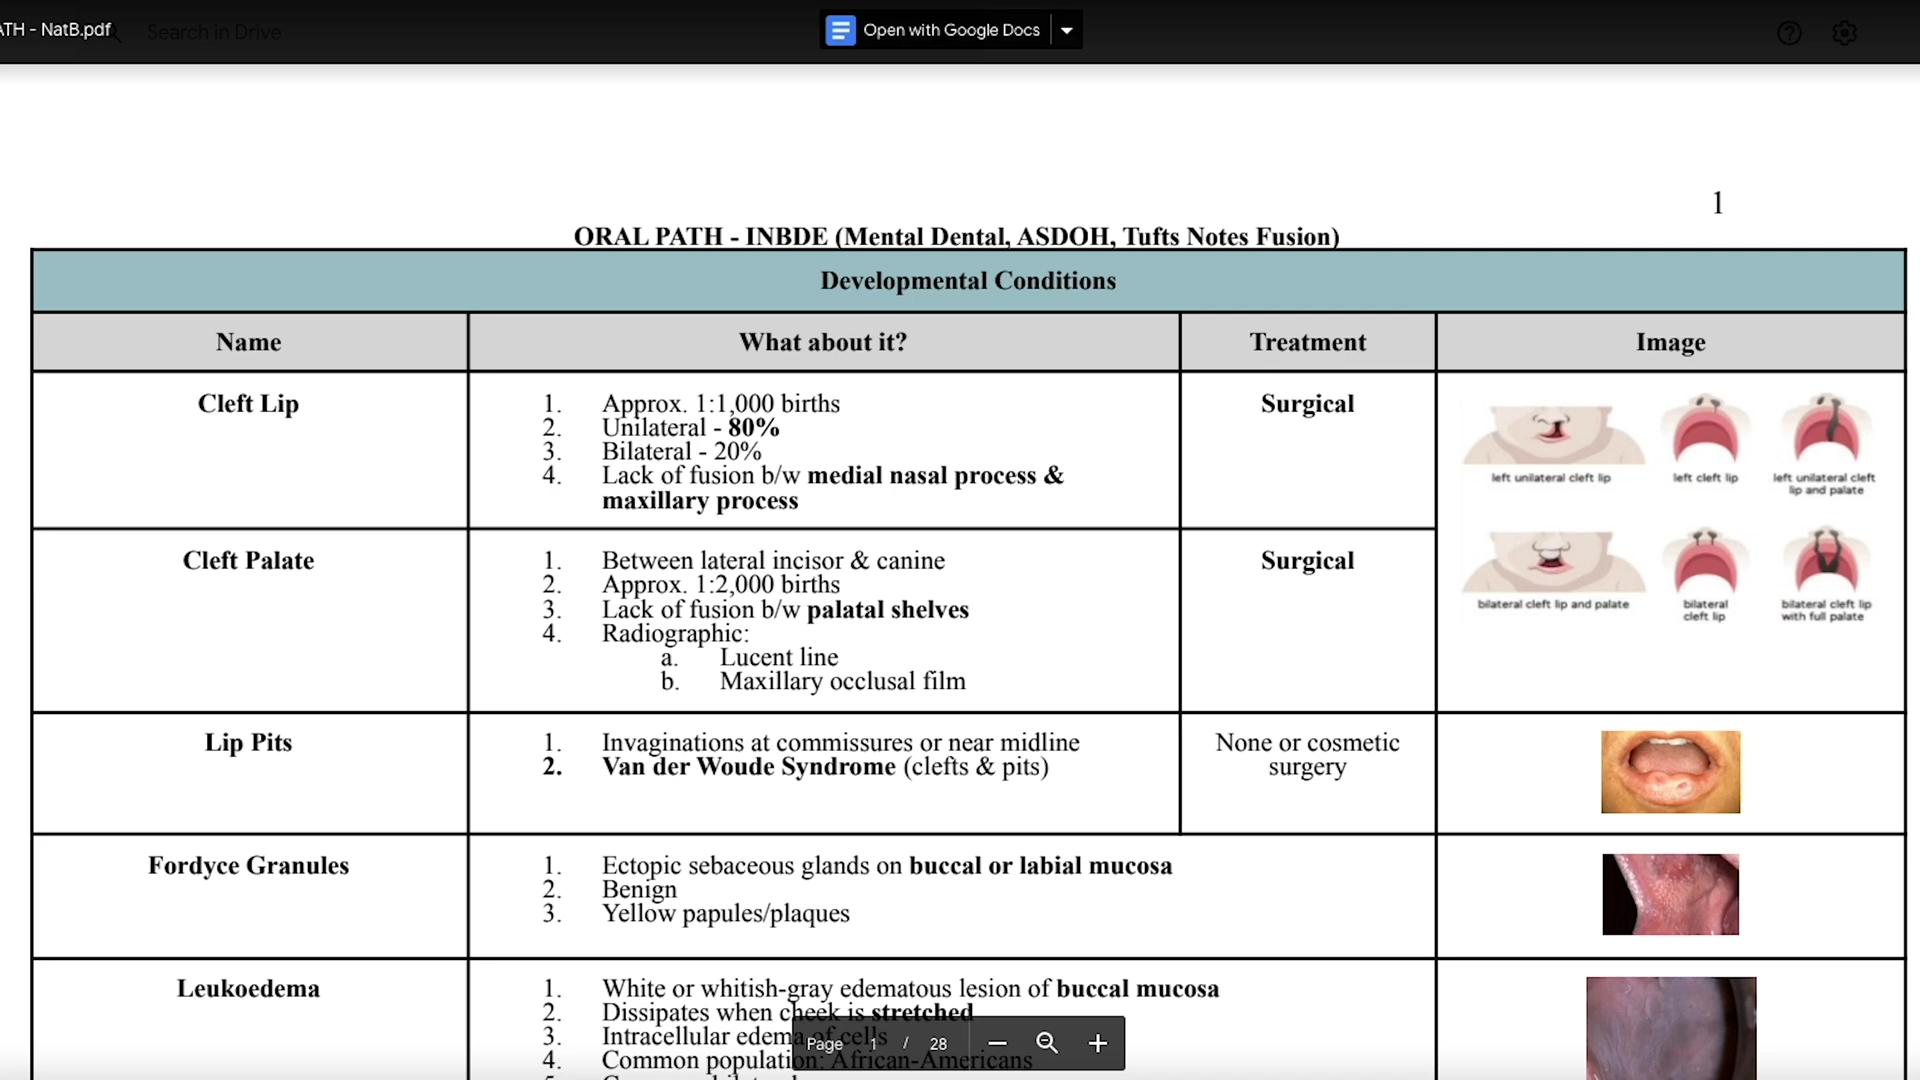 ATH - NatB.pdf
Search in Drive
Open with Google Docs
1
ORAL PATH - INBDE (Mental Dental, ASDOH, Tufts Notes Fusion)
Developmental Conditions
Name
What about it?
Treatment
Image
Cleft Lip
1. Approx. 1:1,000 births
2. Unilateral - 80%
3. Bilateral - 20%
4. Lack of fusion b/w medial nasal process &
maxillary process
Surgical
left unilateral cleft lip
left cleft lip
left unilateral cleft
lip and palate
bilateral cleft lip and palate
bilateral
cleft lip
bilateral cleft lip
with full palate
Cleft Palate
1. Between lateral incisor & canine
2. Approx. 1:2,000 births
3. Lack of fusion b/w palatal shelves
4. Radiographic:
a. Lucent line
b. Maxillary occlusal film
Surgical
Lip Pits
1. Invaginations at commissures or near midline
2. Van der Woude Syndrome (clefts & pits)
None or cosmetic
surgery
Fordyce Granules
1. Ectopic sebaceous glands on buccal or labial mucosa
2. Benign
3. Yellow papules/plaques
Leukoedema
1. White or whitish-gray edematous lesion of buccal mucosa
2. Dissipates when cheek is stretched
3. Intracellular edema of cells
4. Common population: African-Americans
Page 1 / 28